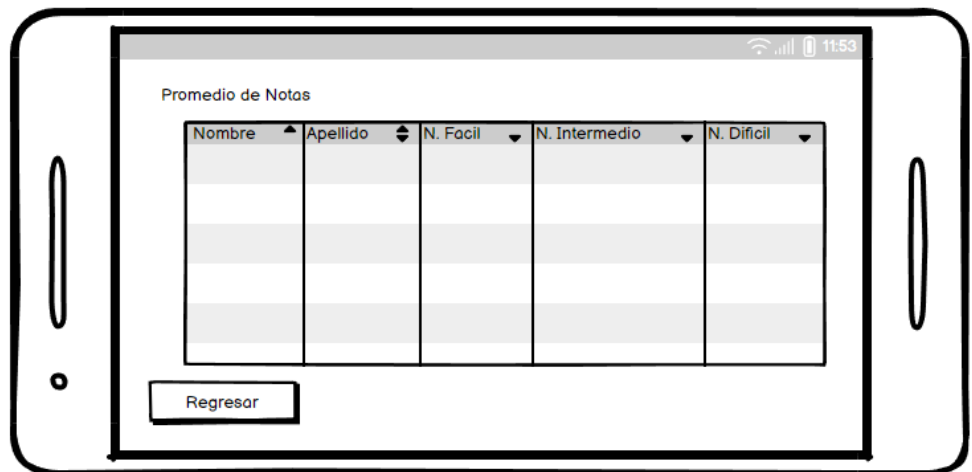 11:53
Promedio de Notas
Nombre Apellido N. Facil N. Intermedio N. Dificil
Regresar